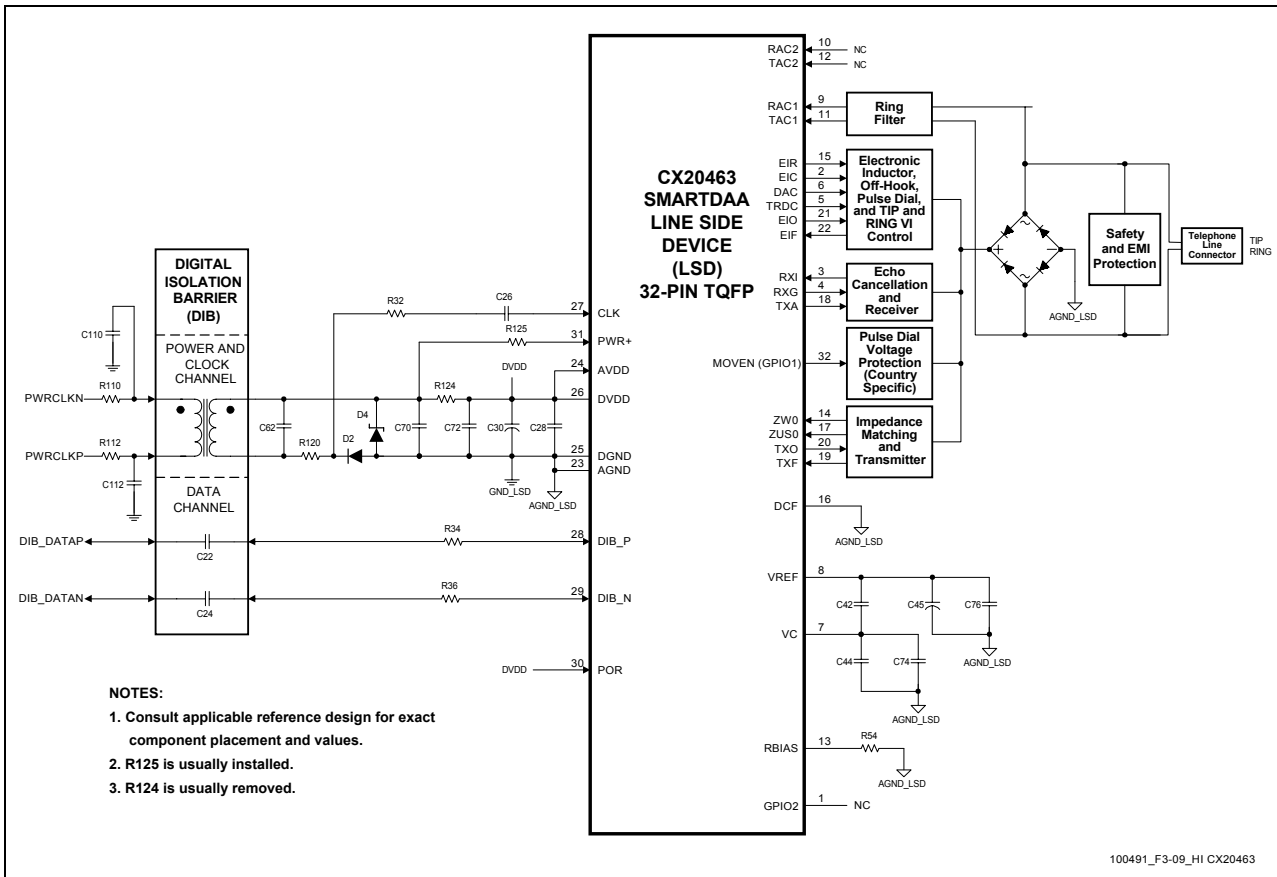 CX20463
SMARTDAA
LINE SIDE
DEVICE
(LSD)
32-PIN TQFP
RAC2
10
NC
TAC2
12
NC
RAC1
9
TAC1
11
Ring
Filter
EIR
15
EIC
2
DAC
6
TRDC
5
EIO
21
EIF
22
Electronic
Inductor,
Off-Hook,
Pulse Dial,
and TIP and
RING VI
Control
RXI
3
RXG
4
TXA
18
Echo
Cancellation
and
Receiver
MOVEN (GPIO1)
32
Pulse Dial
Voltage
Protection
(Country
Specific)
ZW0
14
ZUS0
17
TXO
20
TXF
19
Impedance
Matching
and
Transmitter
AGND_LSD
Safety
and EMI
Protection
Telephone
Line
Connector
TIP
RING
DCF
16
AGND_LSD
VREF
8
C42
C45
C76
AGND_LSD
VC
7
C44
C74
AGND_LSD
RBIAS
13
R54
AGND_LSD
GPIO2
1
NC
DIGITAL
ISOLATION
BARRIER
(DIB)
POWER AND
CLOCK
CHANNEL
C110
R110
PWRCLKN
R112
PWRCLKP
C112
DATA
CHANNEL
DIB_DATAP
C22
DIB_DATAN
C24
R32
C26
27
CLK
R125
31
PWR+
DVDD
24
AVDD
R124
26
DVDD
C62
D4
C70
C72
C30
C28
R120
D2
25
DGND
23
AGND
GND_LSD
AGND_LSD
R34
28
DIB_P
R36
29
DIB_N
DVDD
30
POR
NOTES:
1. Consult applicable reference design for exact
component placement and values.
2. R125 is usually installed.
3. R124 is usually removed.
100491_F3-09_HI CX20463